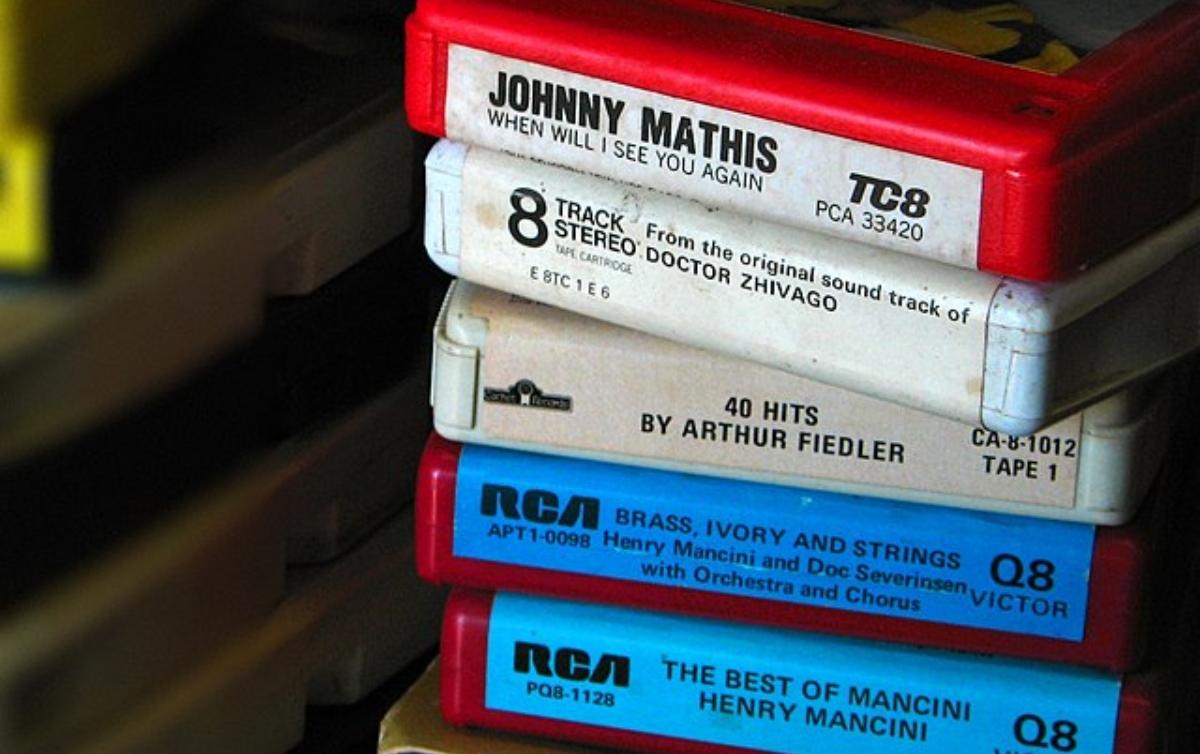 JOHNNY MATHIS
WHEN WILL I SEE YOU AGAIN
TC8
PCA 33420
8 TRACK STEREO
TAPE CARTRIDGE
E 8TC 1 E 6
From the original sound track of
DOCTOR ZHIVAGO
Records
40 HITS
BY ARTHUR FIEDLER
CA-8-1012
TAPE 1
RCA
APT1-0098
BRASS, IVORY AND STRINGS
Henry Mancini and Doc Severinsen
with Orchestra and Chorus
Q8
VICTOR
RCA
PQ8-1128
THE BEST OF MANCINI
HENRY MANCINI
Q8